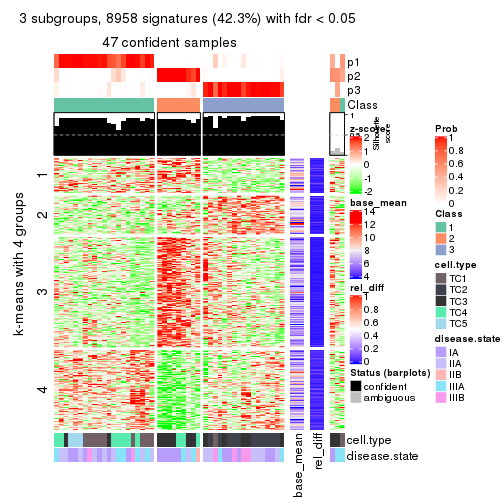 3 subgroups, 8958 signatures (42.3%) with fdr < 0.05
47 confident samples
p1
p2
p3
Class
1
Silhouette
score
z-score
2
1
0
-1
-2
k-means with 4 groups
1
2
3
4
base_mean
14
12
10
8
6
4
rel_diff
1
0.8
0.6
0.4
0.2
0
Status (barplots)
confident
ambiguous
Prob
1
0.8
0.6
0.4
0.2
0
Class
1
2
3
cell.type
TC1
TC2
TC3
TC4
TC5
disease.state
IA
IIA
IIB
IIIA
IIIB
cell.type
disease.state
base_mean
rel_diff